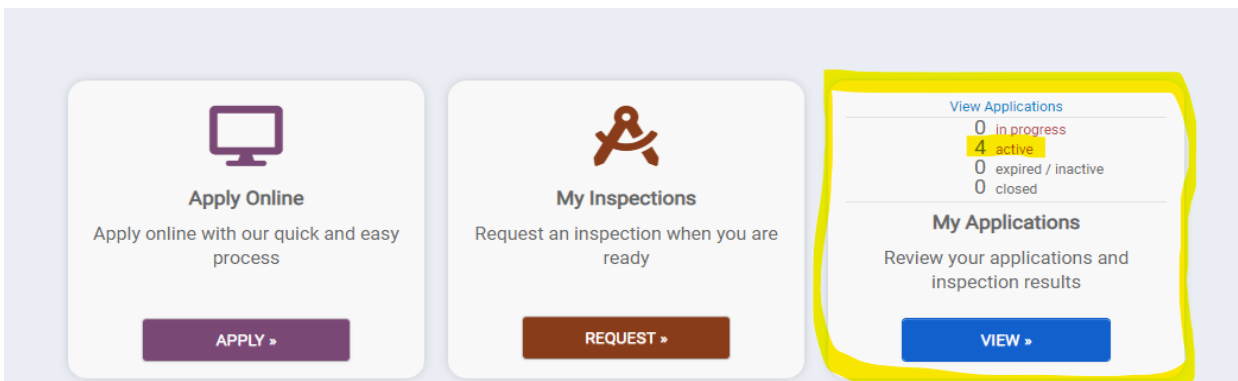 Apply Online
Apply online with our quick and easy
process
APPLY »
My Inspections
Request an inspection when you are
ready
REQUEST »
View Applications
0 in progress
4 active
0 expired / inactive
0 closed
My Applications
Review your applications and
inspection results
VIEW »